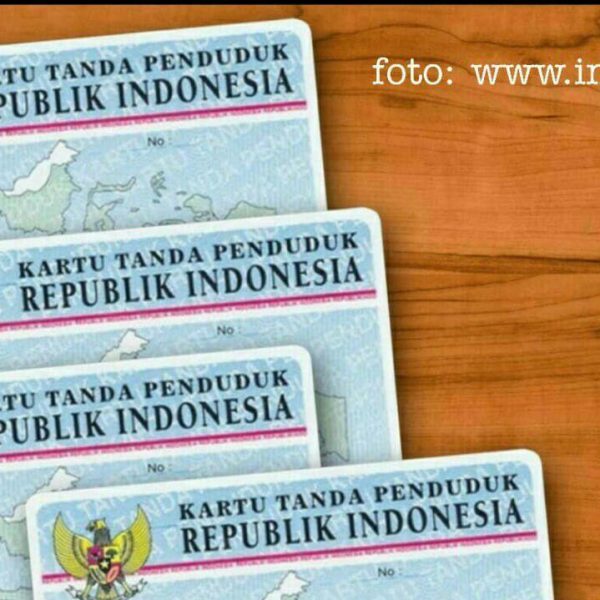 foto: www.in
ARTU TANDA PENDUDUK
REPUBLIK INDONESIA
No :
KARTU TANDA PENDUDUK
REPUBLIK INDONESIA
No :
TU TANDA PENDUDUK
PUBLIK INDONESIA
No :
KARTU TANDA PENDUDUK
REPUBLIK INDONESIA
No :